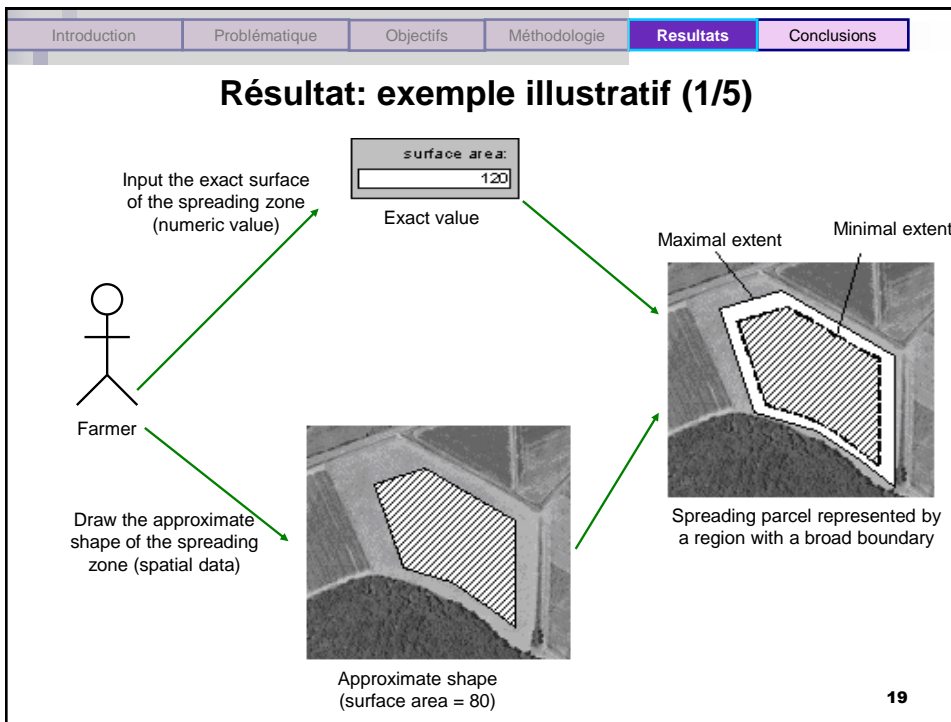 Introduction
Problématique
Objectifs
Méthodologie
Resultats
Conclusions
Résultat: exemple illustratif (1/5)
surface area:
120
Exact value
Input the exact surface
of the spreading zone
(numeric value)
Farmer
Draw the approximate
shape of the spreading
zone (spatial data)
Approximate shape
(surface area = 80)
Maximal extent
Minimal extent
Spreading parcel represented by
a region with a broad boundary
19